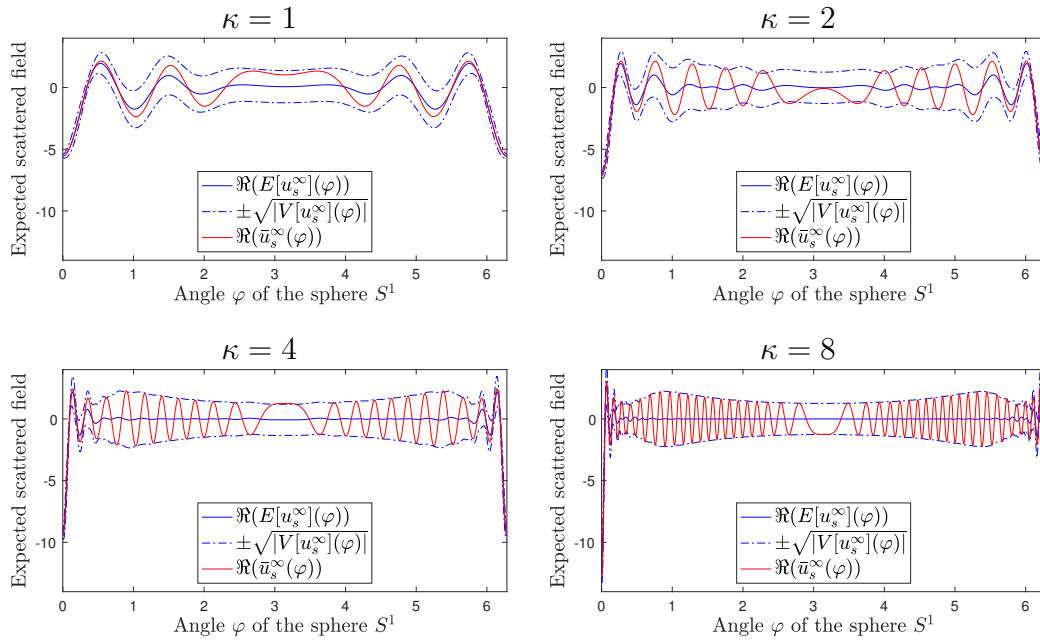 κ = 1
Expected scattered field
0
-5
-10
ℜ(E[u_s^∞](φ))
±√|V[u_s^∞](φ)|
ℜ(ū_s^∞(φ))
0 1 2 3 4 5 6
Angle φ of the sphere S^1
κ = 2
Expected scattered field
0
-5
-10
ℜ(E[u_s^∞](φ))
±√|V[u_s^∞](φ)|
ℜ(ū_s^∞(φ))
0 1 2 3 4 5 6
Angle φ of the sphere S^1
κ = 4
Expected scattered field
0
-5
-10
ℜ(E[u_s^∞](φ))
±√|V[u_s^∞](φ)|
ℜ(ū_s^∞(φ))
0 1 2 3 4 5 6
Angle φ of the sphere S^1
κ = 8
Expected scattered field
0
-5
-10
ℜ(E[u_s^∞](φ))
±√|V[u_s^∞](φ)|
ℜ(ū_s^∞(φ))
0 1 2 3 4 5 6
Angle φ of the sphere S^1